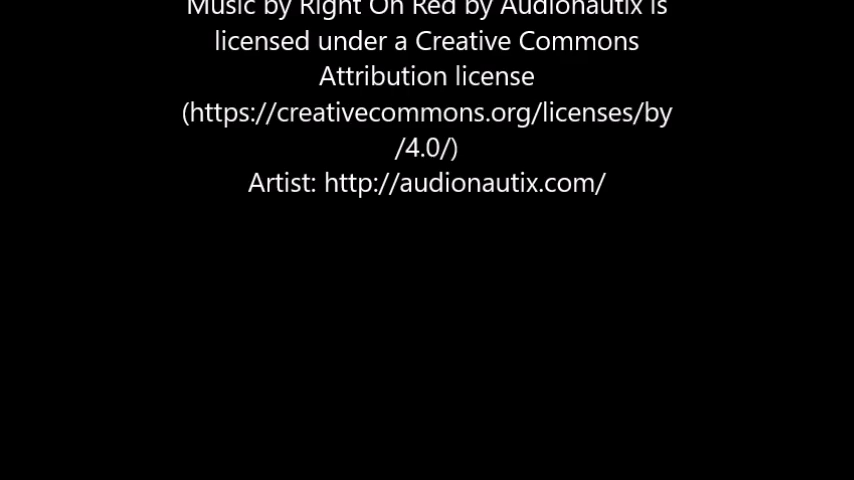 Music by Right On Red by Audionautix is
licensed under a Creative Commons
Attribution license
(https://creativecommons.org/licenses/by
/4.0/)
Artist: http://audionautix.com/